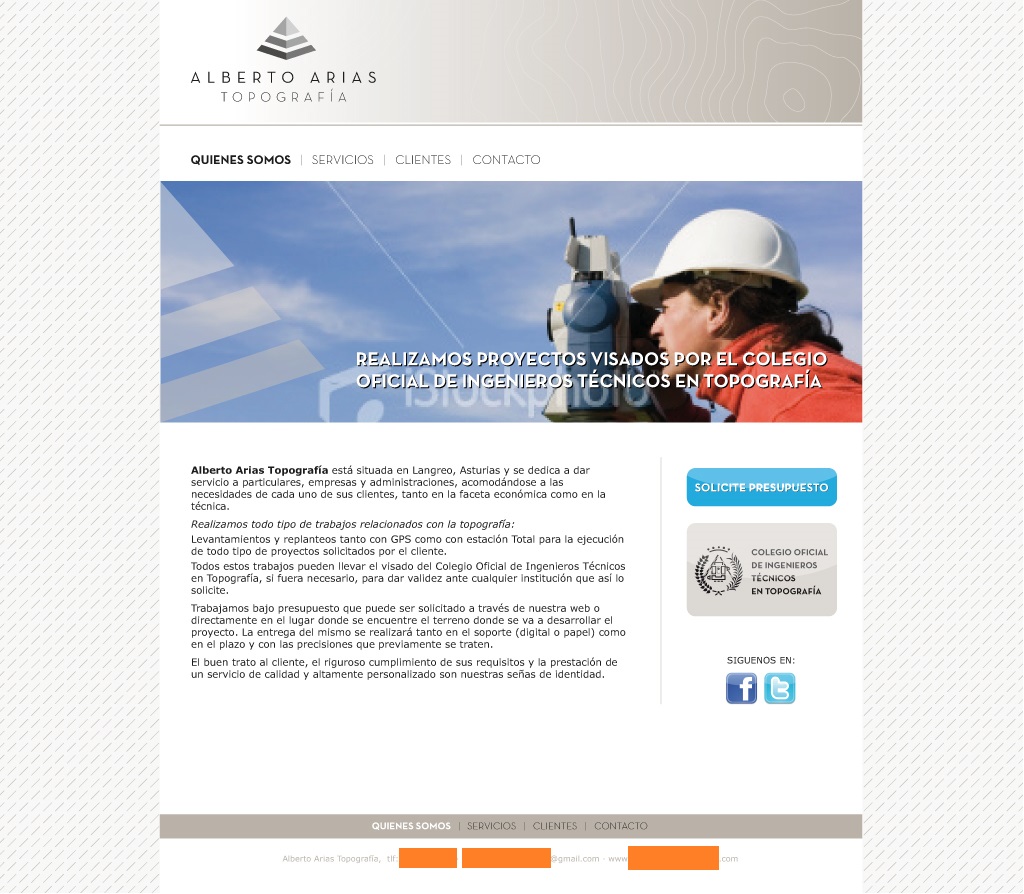 ALBERTO ARIAS
TOPOGRAFÍA
QUIENES SOMOS | SERVICIOS | CLIENTES | CONTACTO
REALIZAMOS PROYECTOS VISADOS POR EL COLEGIO
OFICIAL DE INGENIEROS TÉCNICOS EN TOPOGRAFÍA
iStockphoto
Alberto Arias Topografía está situada en Langreo, Asturias y se dedica a dar
servicio a particulares, empresas y administraciones, acomodándose a las
necesidades de cada uno de sus clientes, tanto en la faceta económica como en la
técnica.
Realizamos todo tipo de trabajos relacionados con la topografía:
Levantamientos y replanteos tanto con GPS como con estación Total para la ejecución
de todo tipo de proyectos solicitados por el cliente.
Todos estos trabajos pueden llevar el visado del Colegio Oficial de Ingenieros Técnicos
en Topografía, si fuera necesario, para dar validez ante cualquier institución que así lo
solicite.
Trabajamos bajo presupuesto que puede ser solicitado a través de nuestra web o
directamente en el lugar donde se encuentre el terreno donde se va a desarrollar el
proyecto. La entrega del mismo se realizará tanto en el soporte (digital o papel) como
en el plazo y con las precisiones que previamente se traten.
El buen trato al cliente, el riguroso cumplimiento de sus requisitos y la prestación de
un servicio de calidad y altamente personalizado son nuestras señas de identidad.
SOLICITE PRESUPUESTO
COLEGIO OFICIAL
DE INGENIEROS
TÉCNICOS
EN TOPOGRAFÍA
SIGUENOS EN:
QUIENES SOMOS | SERVICIOS | CLIENTES | CONTACTO
Alberto Arias Topografía, tlf: @gmail.com - www .com